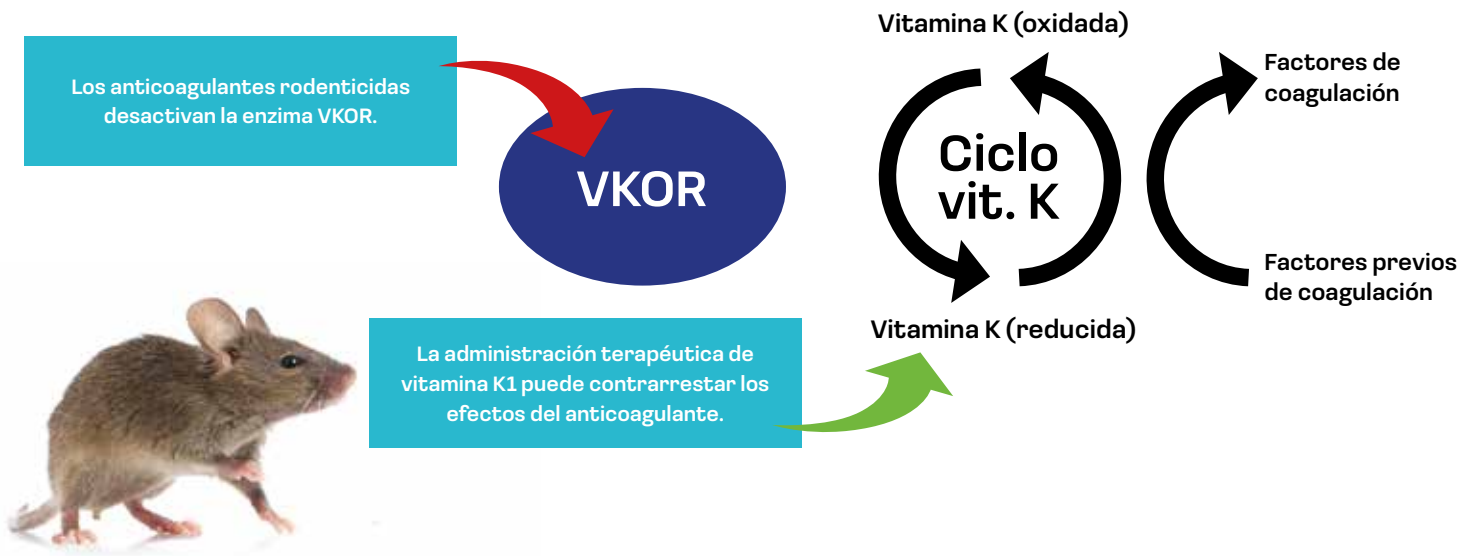 Los anticoagulantes rodenticidas
desactivan la enzima VKOR.
VKOR
Vitamina K (oxidada)
Ciclo
vit. K
Vitamina K (reducida)
Factores de
coagulación
Factores previos
de coagulación
La administración terapéutica de
vitamina K1 puede contrarrestar los
efectos del anticoagulante.